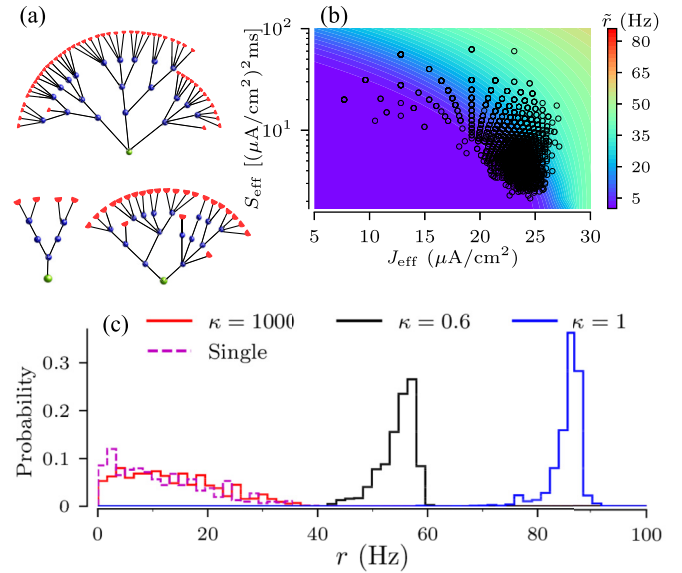 (a)
(b)
r̃ (Hz)
S_eff [(μA/cm²)²ms]
10²
10¹
80
65
50
35
20
5
5 10 15 20 25 30
J_eff (μA/cm²)
(c)
κ = 1000
κ = 0.6
κ = 1
Single
Probability
0.3
0.2
0.1
0
0 20 40 60 80 100
r (Hz)